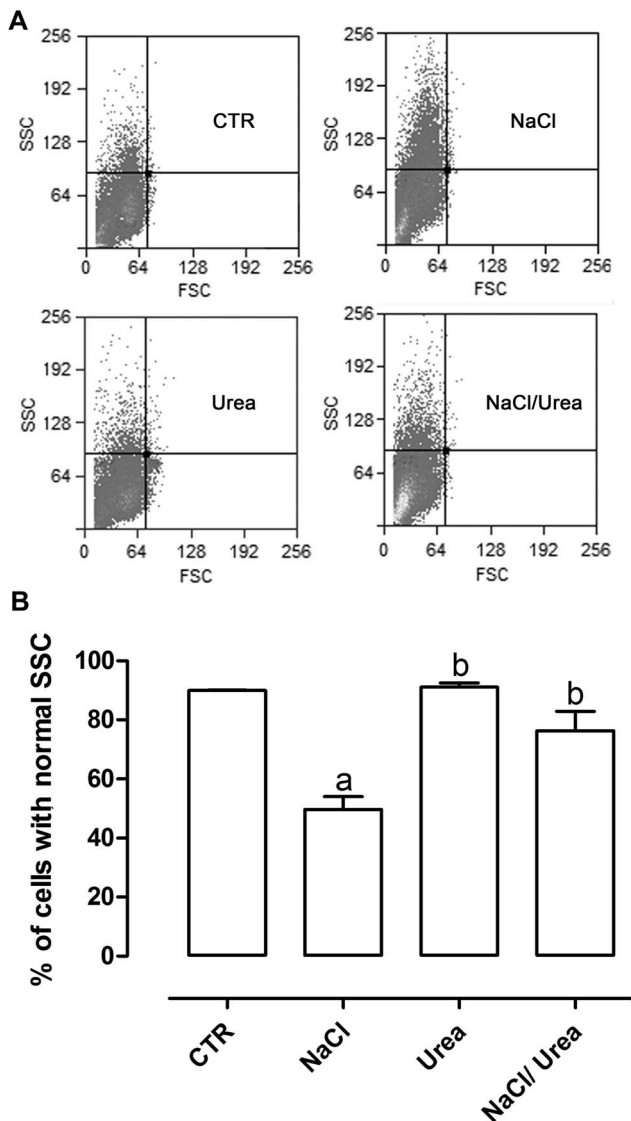 A
256
192
128
64
SSC
CTR
0 64 128 192 256
FSC
256
192
128
64
SSC
NaCl
0 64 128 192 256
FSC
256
192
128
64
SSC
Urea
0 64 128 192 256
FSC
256
192
128
64
SSC
NaCl/Urea
0 64 128 192 256
FSC
B
% of cells with normal SSC
100
80
60
40
20
0
a
b
b
CTR
NaCl
Urea
NaCl/ Urea